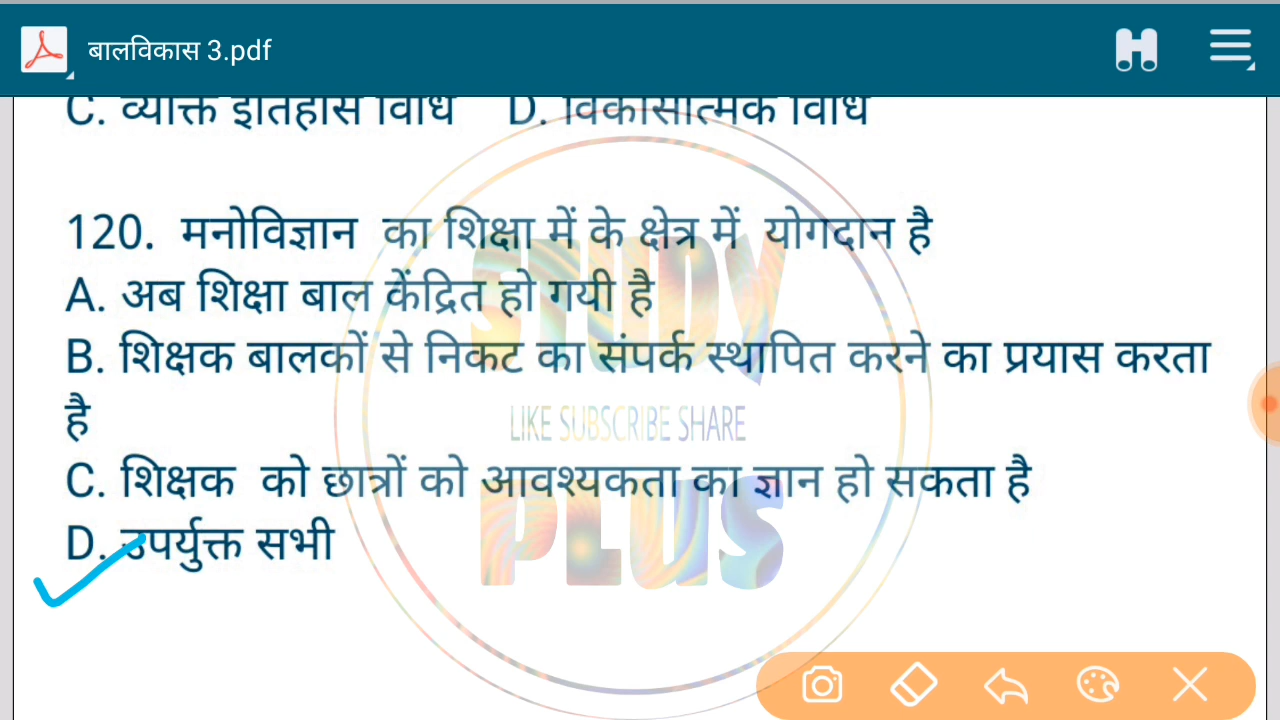 बालविकास 3.pdf
C. व्यक्ति इतिहास विधि D. विकासात्मक विधि
120. मनोविज्ञान का शिक्षा में के क्षेत्र में योगदान है
A. अब शिक्षा बाल केंद्रित हो गयी है
B. शिक्षक बालकों से निकट का संपर्क स्थापित करने का प्रयास करता
है
C. शिक्षक को छात्रों को आवश्यकता का ज्ञान हो सकता है
D. उपर्युक्त सभी
STUDY
LIKE SUBSCRIBE SHARE
PLUS